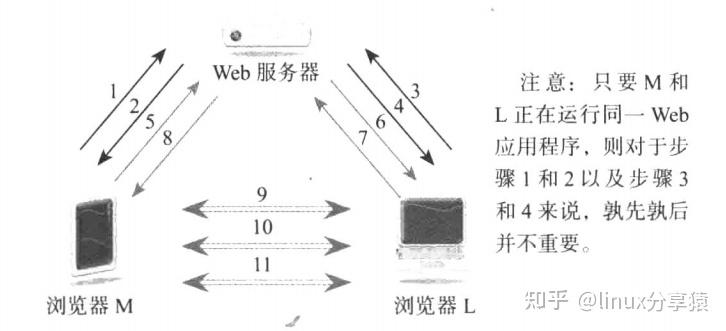 Web 服务器
1
2
5
8
3
4
6
7
9
10
11
浏览器 M
浏览器 L
注意：只要 M 和
L 正在运行同一 Web
应用程序，则对于步
骤 1 和 2 以及步骤 3
和 4 来说，孰先孰后
并不重要。
知乎 @linux分享猿